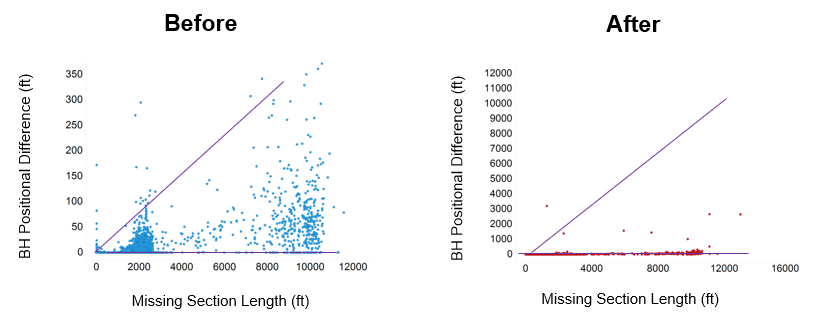 Before
BH Positional Difference (ft)
350
300
250
200
150
100
50
0
0 2000 4000 6000 8000 10000 12000
Missing Section Length (ft)
After
BH Positional Difference (ft)
12000
11000
10000
9000
8000
7000
6000
5000
4000
3000
2000
1000
0
0 4000 8000 12000 16000
Missing Section Length (ft)